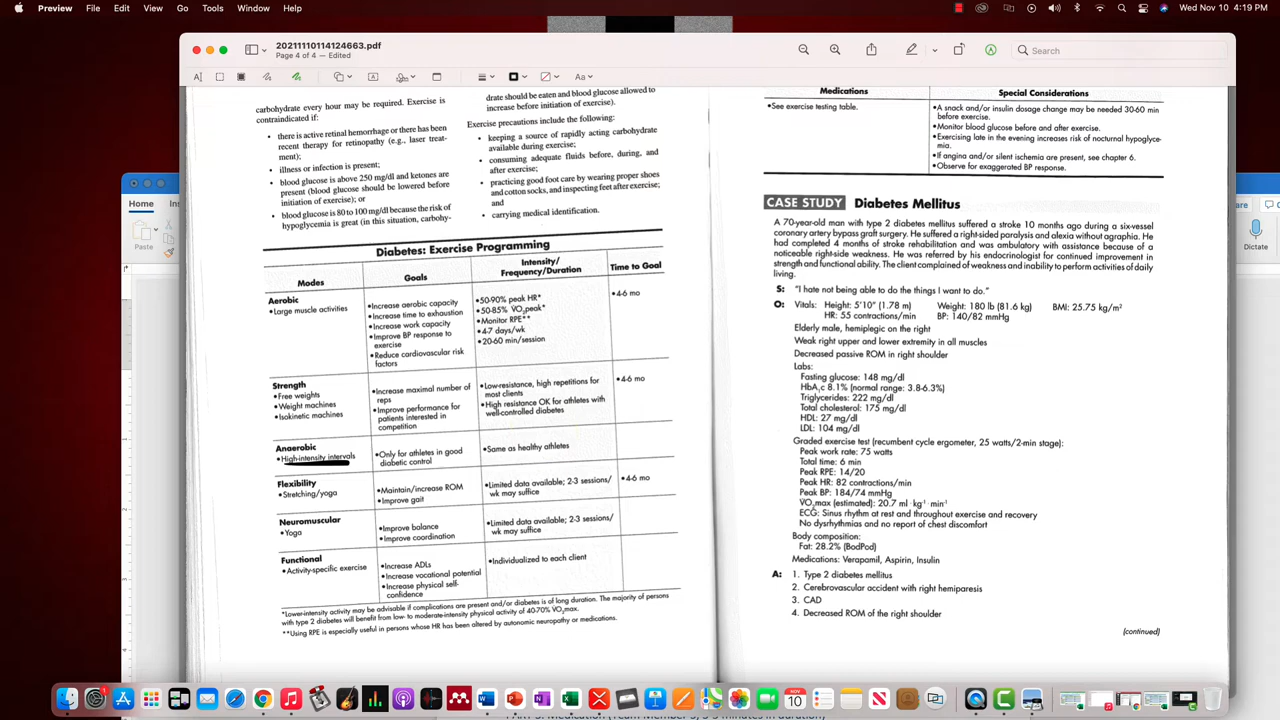 Preview File Edit View Go Tools Window Help
Wed Nov 10 4:19 PM
20211110114124663.pdf
Page 4 of 4 – Edited
Search
Aa
Home
Ins
Paste
are
Dictate
carbohydrate every hour may be required. Exercise is
contraindicated if:
• there is active retinal hemorrhage or there has been
recent therapy for retinopathy (e.g., laser treat-
ment);
• illness or infection is present;
• blood glucose is above 250 mg/dl and ketones are
present (blood glucose should be lowered before
initiation of exercise); or
• blood glucose is 80 to 100 mg/dl because the risk of
hypoglycemia is great (in this situation, carbohy-
drate should be eaten and blood glucose allowed to
increase before initiation of exercise).
Exercise precautions include the following:
• keeping a source of rapidly acting carbohydrate
available during exercise;
• consuming adequate fluids before, during, and
after exercise;
• practicing good foot care by wearing proper shoes
and cotton socks, and inspecting feet after exercise;
and
• carrying medical identification.
Diabetes: Exercise Programming
Modes
Goals
Intensity/
Frequency/Duration
Time to Goal
Aerobic
•Large muscle activities
•Increase aerobic capacity
•Increase time to exhaustion
•Increase work capacity
•Improve BP response to
exercise
•Reduce cardiovascular risk
factors
•50-90% peak HR*
•50-85% V̇O₂peak*
•Monitor RPE**
•4-7 days/wk
•20-60 min/session
•4-6 mo
Strength
•Free weights
•Weight machines
•Isokinetic machines
•Increase maximal number of
reps
•Improve performance for
patients interested in
competition
•Low-resistance, high repetitions for
most clients
•High resistance OK for athletes with
well-controlled diabetes
•4-6 mo
Anaerobic
•High-intensity intervals
•Only for athletes in good
diabetic control
•Same as healthy athletes
Flexibility
•Stretching/yoga
•Maintain/increase ROM
•Improve gait
•Limited data available; 2-3 sessions/
wk may suffice
•4-6 mo
Neuromuscular
•Yoga
•Improve balance
•Improve coordination
•Limited data available; 2-3 sessions/
wk may suffice
Functional
•Activity-specific exercise
•Increase ADLs
•Increase vocational potential
•Increase physical self-
confidence
•Individualized to each client
*Lower-intensity activity may be advisable if complications are present and/or diabetes is of long duration. The majority of persons
with type 2 diabetes will benefit from low- to moderate-intensity physical activity of 40-70% V̇O₂max.
**Using RPE is especially useful in persons whose HR has been altered by autonomic neuropathy or medications.
Medications
Special Considerations
•See exercise testing table.
•A snack and/or insulin dosage change may be needed 30-60 min
before exercise.
•Monitor blood glucose before and after exercise.
•Exercising late in the evening increases risk of nocturnal hypoglyce-
mia.
•If angina and/or silent ischemia are present, see chapter 6.
•Observe for exaggerated BP response.
CASE STUDY Diabetes Mellitus
A 70-year-old man with type 2 diabetes mellitus suffered a stroke 10 months ago during a six-vessel
coronary artery bypass graft surgery. He suffered a right-sided paralysis and alexia without agraphia. He
had completed 4 months of stroke rehabilitation and was ambulatory with assistance because of a
noticeable right-side weakness. He was referred by his endocrinologist for continued improvement in
strength and functional ability. The client complained of weakness and inability to perform activities of daily
living.
S: "I hate not being able to do the things I want to do."
O: Vitals: Height: 5'10" (1.78 m) Weight: 180 lb (81.6 kg) BMI: 25.75 kg/m²
HR: 55 contractions/min BP: 140/82 mmHg
Elderly male, hemiplegic on the right
Weak right upper and lower extremity in all muscles
Decreased passive ROM in right shoulder
Labs:
Fasting glucose: 148 mg/dl
HbA₁c 8.1% (normal range: 3.8-6.3%)
Triglycerides: 222 mg/dl
Total cholesterol: 175 mg/dl
HDL: 27 mg/dl
LDL: 104 mg/dl
Graded exercise test (recumbent cycle ergometer, 25 watts/2-min stage):
Peak work rate: 75 watts
Total time: 6 min
Peak RPE: 14/20
Peak HR: 82 contractions/min
Peak BP: 184/74 mmHg
V̇O₂max (estimated): 20.7 ml · kg⁻¹ · min⁻¹
ECG: Sinus rhythm at rest and throughout exercise and recovery
No dysrhythmias and no report of chest discomfort
Body composition:
Fat: 28.2% (BodPod)
Medications: Verapamil, Aspirin, Insulin
A: 1. Type 2 diabetes mellitus
2. Cerebrovascular accident with right hemiparesis
3. CAD
4. Decreased ROM of the right shoulder
(continued)